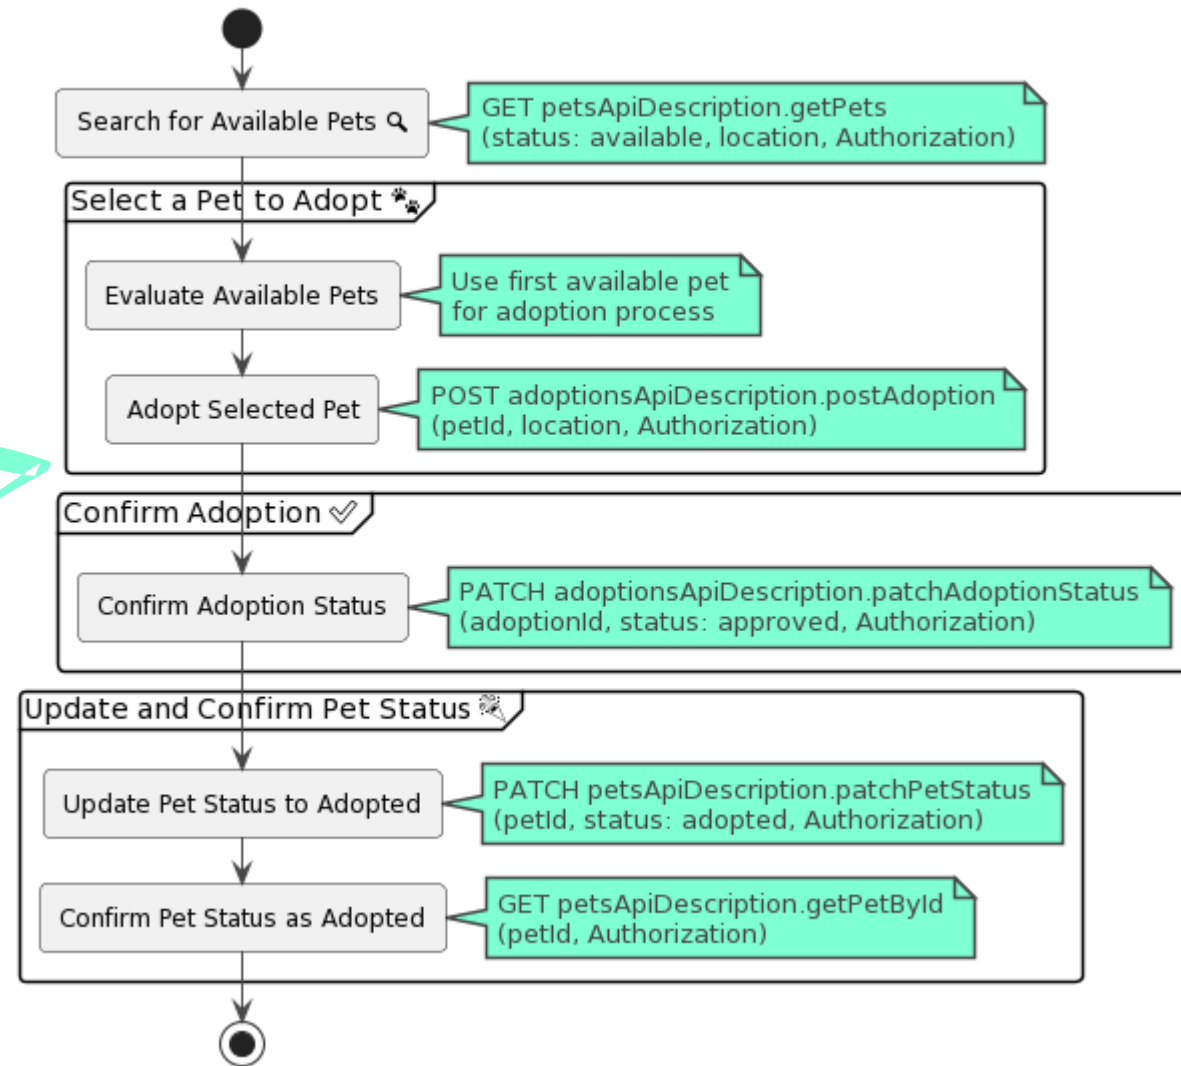 Search for Available Pets 🔍
GET petsApiDescription.getPets
(status: available, location, Authorization)
Select a Pet to Adopt 🐾
Evaluate Available Pets
Use first available pet
for adoption process
Adopt Selected Pet
POST adoptionsApiDescription.postAdoption
(petId, location, Authorization)
Confirm Adoption ✅
Confirm Adoption Status
PATCH adoptionsApiDescription.patchAdoptionStatus
(adoptionId, status: approved, Authorization)
Update and Confirm Pet Status 🎉
Update Pet Status to Adopted
PATCH petsApiDescription.patchPetStatus
(petId, status: adopted, Authorization)
Confirm Pet Status as Adopted
GET petsApiDescription.getPetById
(petId, Authorization)